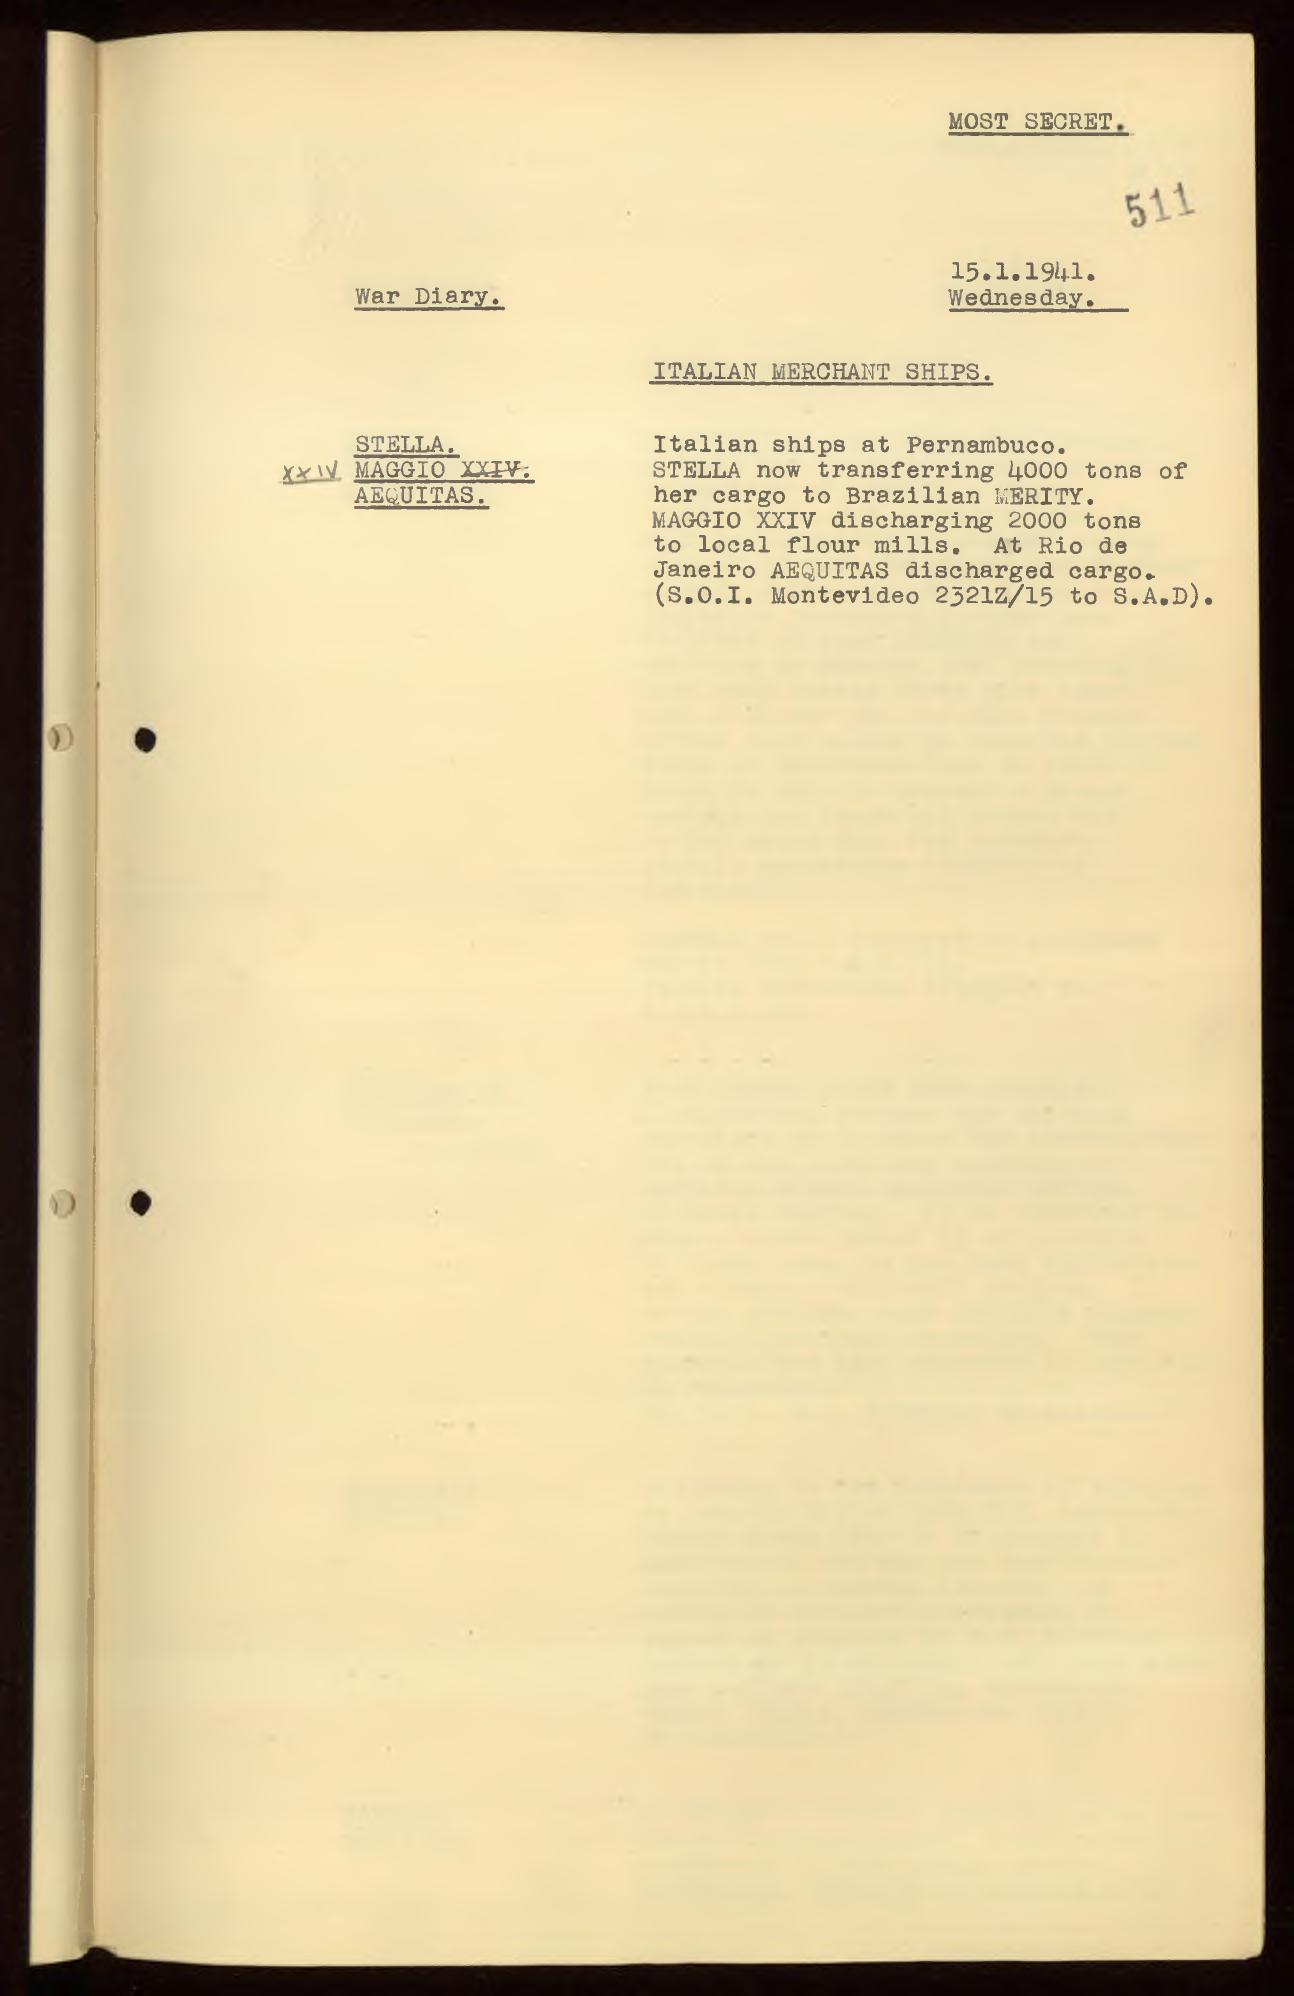 MOST SECRET.
511
15.1.1941.
War Diary.
Wednesday.
ITALIAN MERCHANT SHIPS.
STELLA.
XXIV MAGGIO XXIV.
AEQUITAS.
Italian ships at Pernambuco.
STELLA now transferring 4000 tons of
her cargo to Brazilian MERITY.
MAGGIO XXIV discharging 2000 tons
to local flour mills. At Rio de
Janeiro AEQUITAS discharged cargo.
(S.O.I. Montevideo 2321Z/15 to S.A.D).